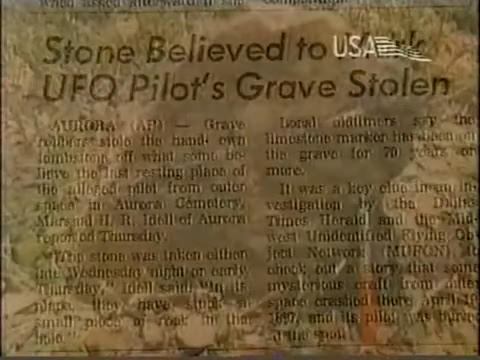 Stone Believed to
USA
UFO Pilot's Grave Stolen
AURORA (AP) — Grave
robbers stole the hand-
tombstone off what some be-
lieve the last resting place of
the alleged pilot from outer
space in Aurora Cemetery,
Marshal H. R. Idell of Aurora
reported Thursday.
"The stone was taken either
late Wednesday night or early
Thursday," Idell said. "In its
place, they have stuck a
small piece of rock in that
hole."
Local oldtimers say the
limestone marker has been on
the grave for 70 years or
more.
It was a key clue in an in-
vestigation by the Dallas
Times Herald and the Mid-
west Unidentified Flying Ob-
ject Network (MUFON) to
check out a story that some
mysterious craft from outer
space crashed there April
1897, and its pilot was buried
at the spot.